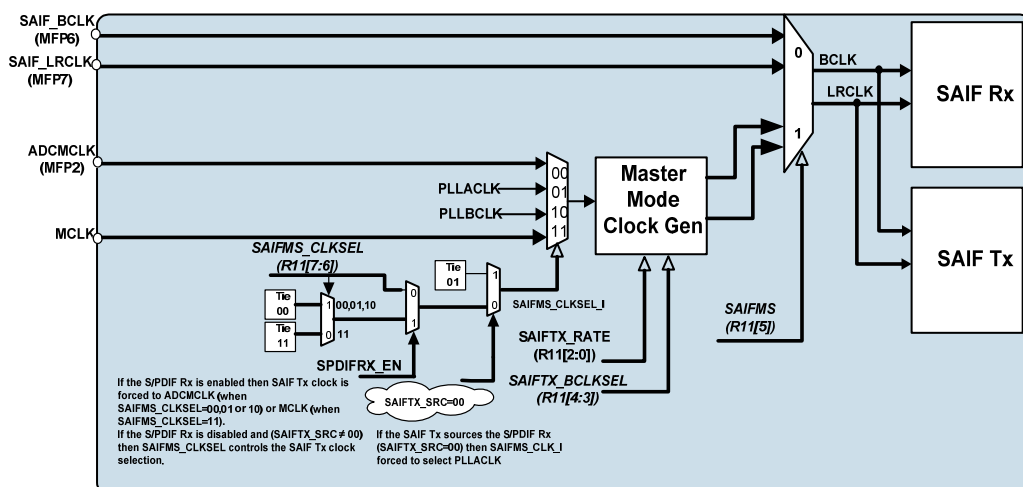 SAIF_BCLK
(MFP6)
SAIF_LRCLK
(MFP7)
0
BCLK
LRCLK
1
SAIF Rx
ADCMCLK
(MFP2)
PLLACLK
PLLBCLK
MCLK
00
01
10
11
Master
Mode
Clock Gen
SAIF Tx
SAIFMS_CLKSEL
(R11[7:6])
Tie
01
1
0
SAIFMS_CLKSEL_I
Tie
00
Tie
11
1
0
00,01,10
11
0
1
SPDIFRX_EN
SAIFTX_SRC=00
SAIFTX_RATE
(R11[2:0])
SAIFTX_BCLKSEL
(R11[4:3])
SAIFMS
(R11[5])
If the S/PDIF Rx is enabled then SAIF Tx clock is
forced to ADCMCLK (when
SAIFMS_CLKSEL=00,01 or 10) or MCLK (when
SAIFMS_CLKSEL=11).
If the S/PDIF Rx is disabled and (SAIFTX_SRC ≠ 00)
then SAIFMS_CLKSEL controls the SAIF Tx clock
selection.
If the SAIF Tx sources the S/PDIF Rx
(SAIFTX_SRC=00) then SAIFMS_CLK_I
forced to select PLLACLK